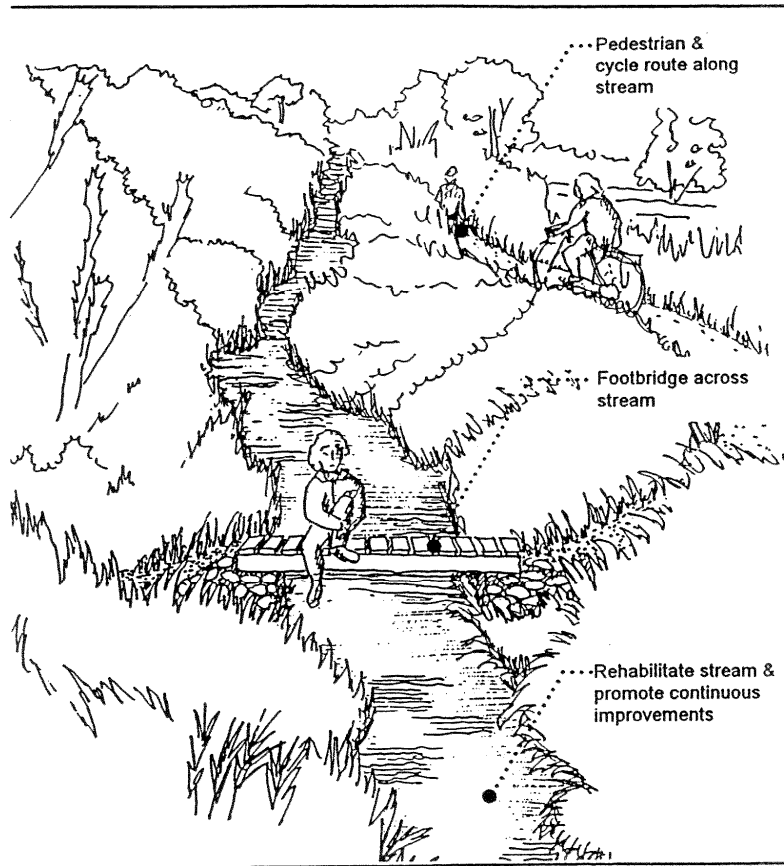 Pedestrian &
cycle route along
stream
Footbridge across
stream
Rehabilitate stream &
promote continuous
improvements